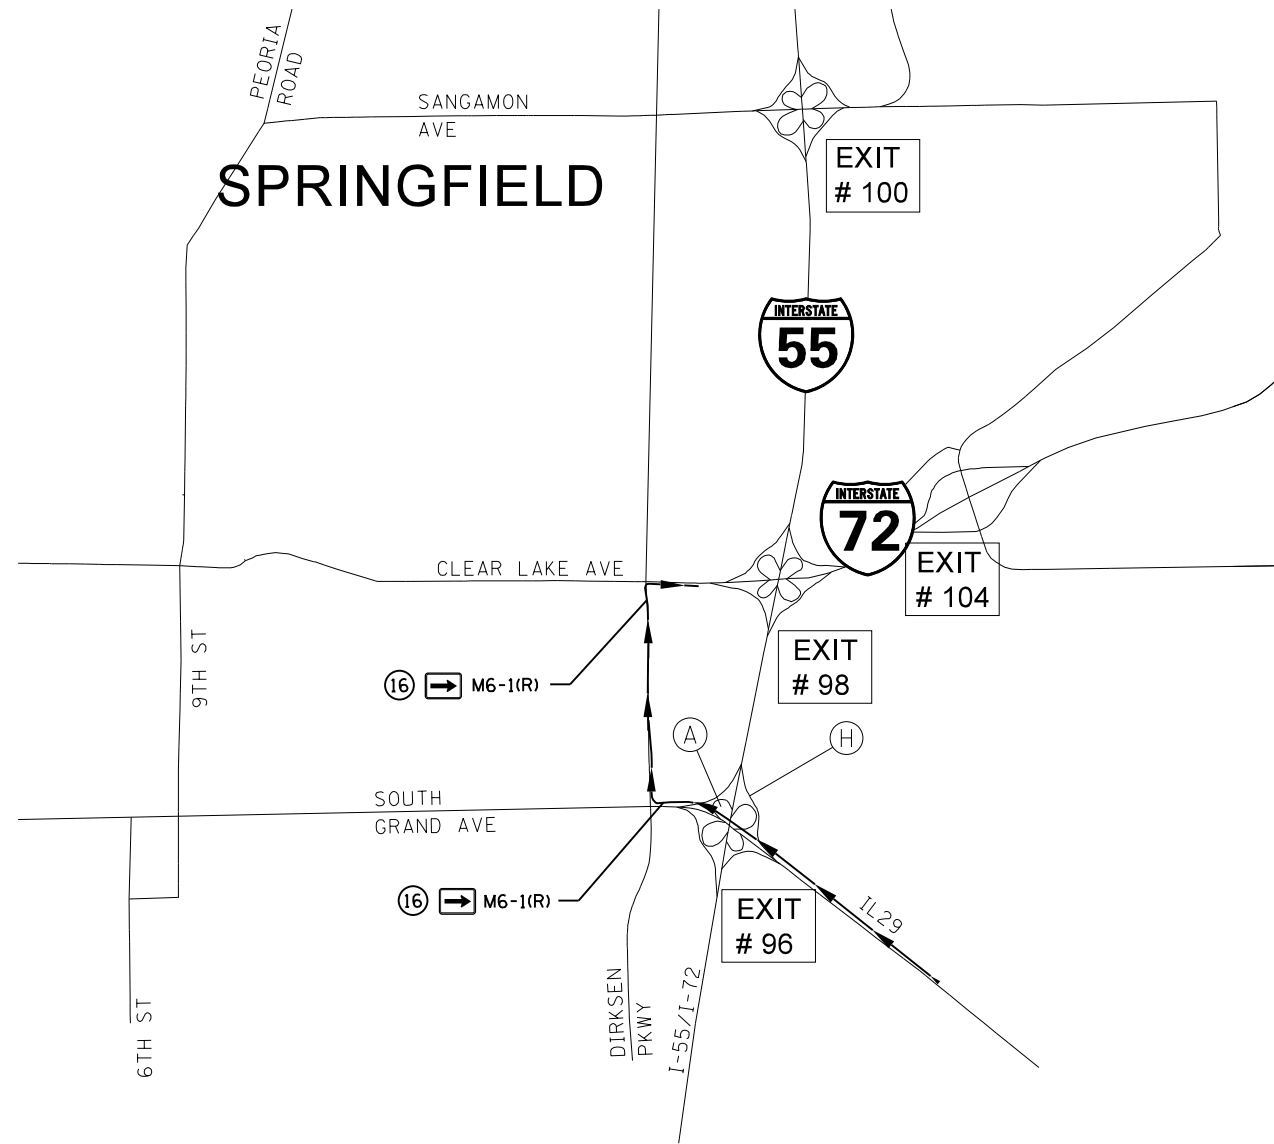 PEORIA
ROAD
SANGAMON
AVE
SPRINGFIELD
EXIT
# 100
INTERSTATE
55
INTERSTATE
72
EXIT
# 104
CLEAR LAKE AVE
9TH ST
EXIT
# 98
16 M6-1(R)
A
H
SOUTH
GRAND AVE
16 M6-1(R)
EXIT
# 96
IL29
6TH ST
DIRKSEN
PKWY
I-55/I-72